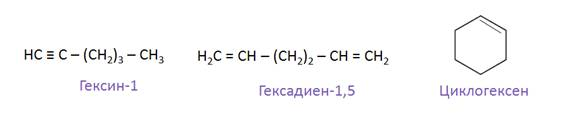 HC ≡ C – (CH₂)₃ – CH₃
H₂C = CH – (CH₂)₂ – CH = CH₂
Гексин-1
Гексадиен-1,5
Циклогексен